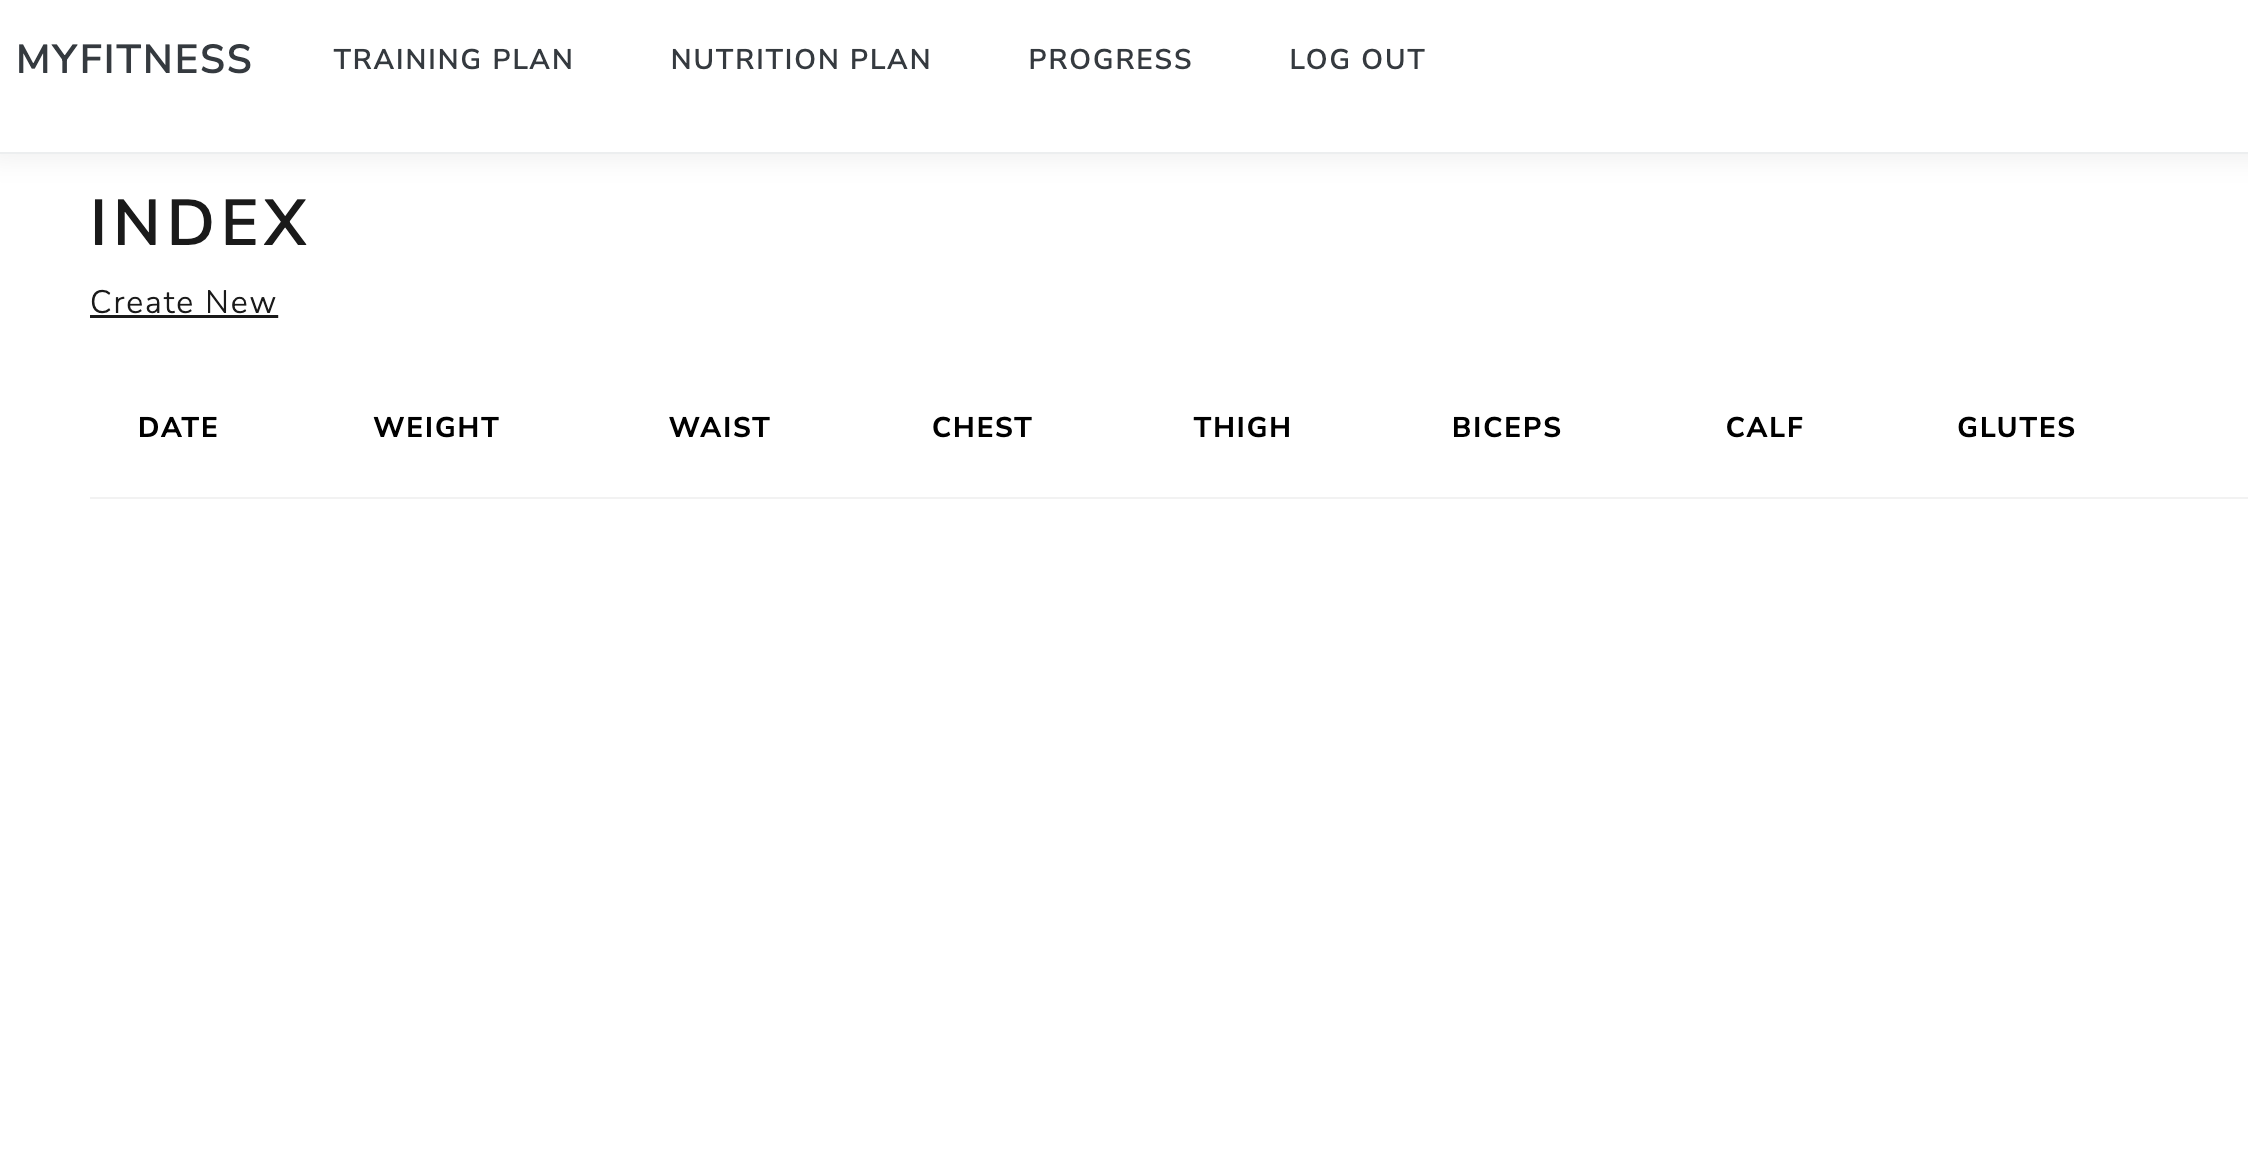 MYFITNESS TRAINING PLAN NUTRITION PLAN PROGRESS LOG OUT
INDEX
Create New
DATE WEIGHT WAIST CHEST THIGH BICEPS CALF GLUTES